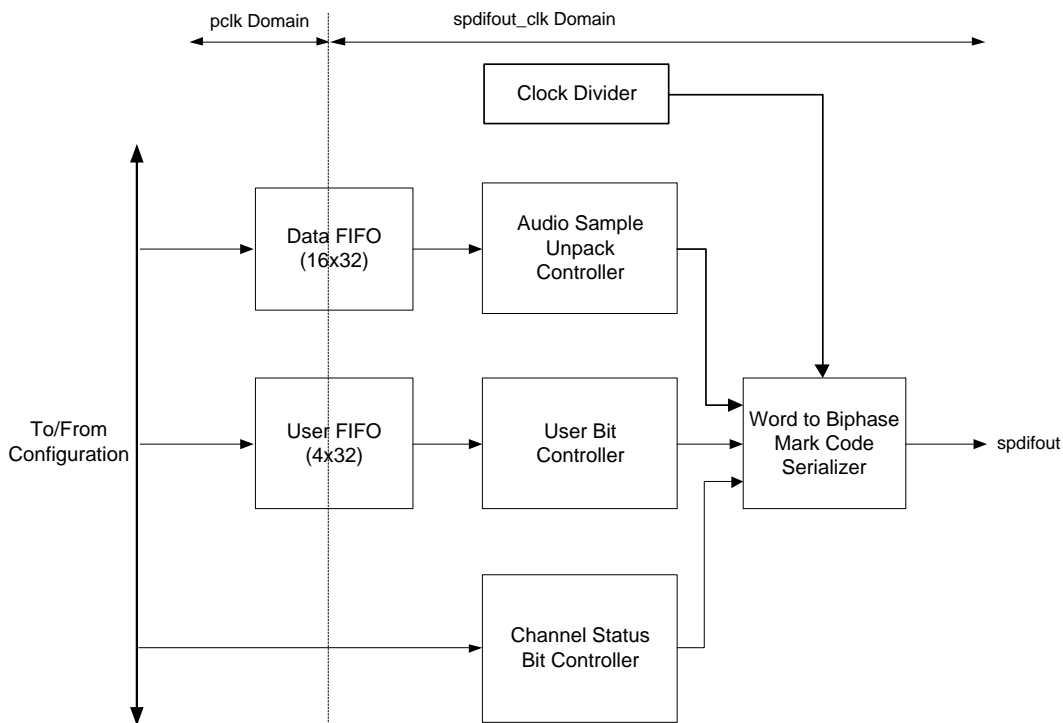 pclk Domain
spdifout_clk Domain
Clock Divider
Data FIFO
(16x32)
Audio Sample
Unpack
Controller
To/From
Configuration
User FIFO
(4x32)
User Bit
Controller
Word to Biphase
Mark Code
Serializer
spdifout
Channel Status
Bit Controller